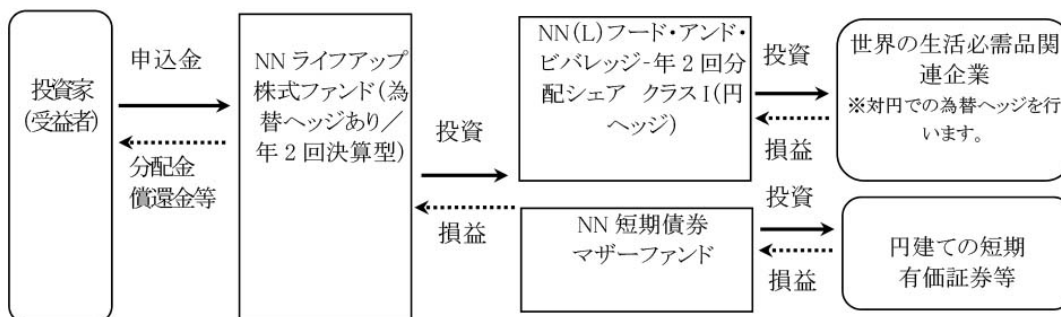 投資家
(受益者)
申込金
分配金
償還金等
NN ライフアップ
株式ファンド(為
替ヘッジあり／
年2回決算型)
投資
損益
NN(L)フード・アンド・
ビバレッジ-年2回分
配シェア クラスI(円
ヘッジ)
NN 短期債券
マザーファンド
投資
損益
投資
損益
世界の生活必需品関
連企業
※対円での為替ヘッジを行
います。
円建ての短期
有価証券等